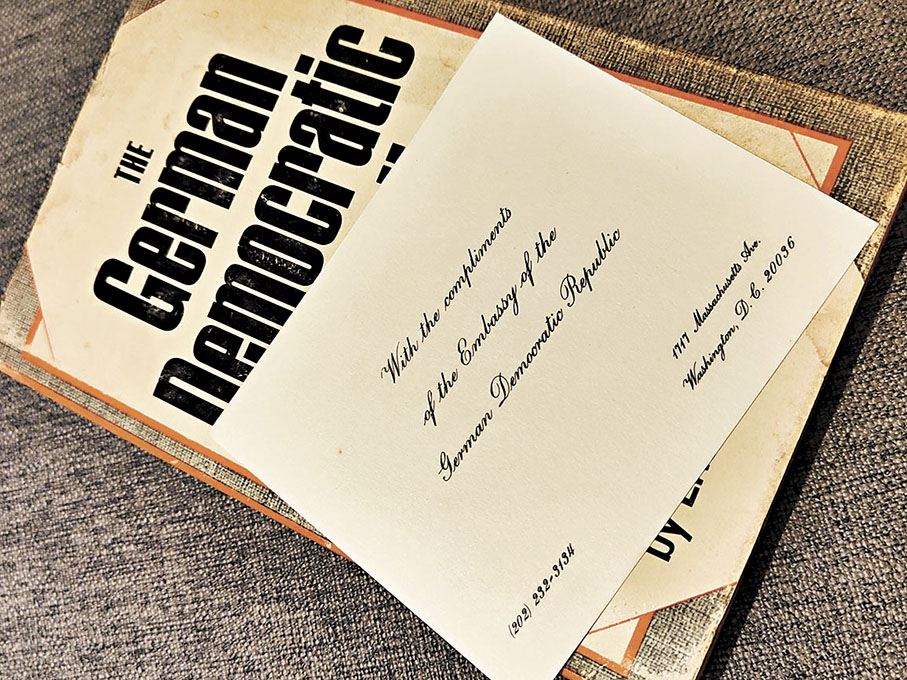 THE
German
Democratic
by
With the compliments
of the Embassy of the
German Democratic Republic
1717 Massachusetts Ave.
Washington, D. C. 20036
(202) 232-3134